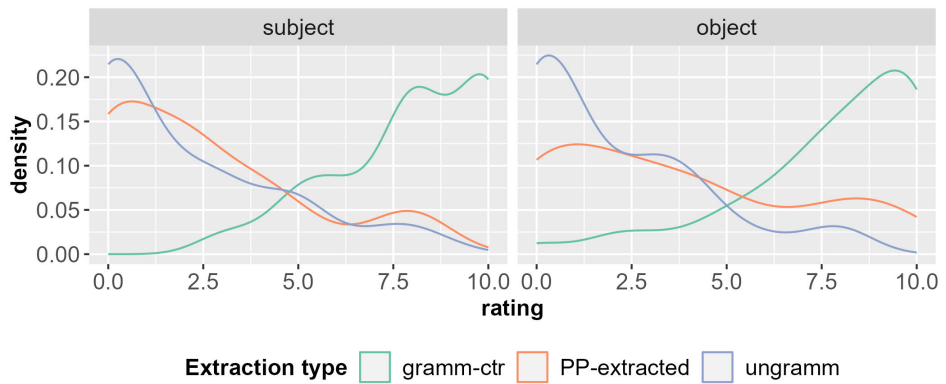 subject object
density
0.20
0.15
0.10
0.05
0.00
0.0 2.5 5.0 7.5 10.0 0.0 2.5 5.0 7.5 10.0
rating
Extraction type gramm-ctr PP-extracted ungramm